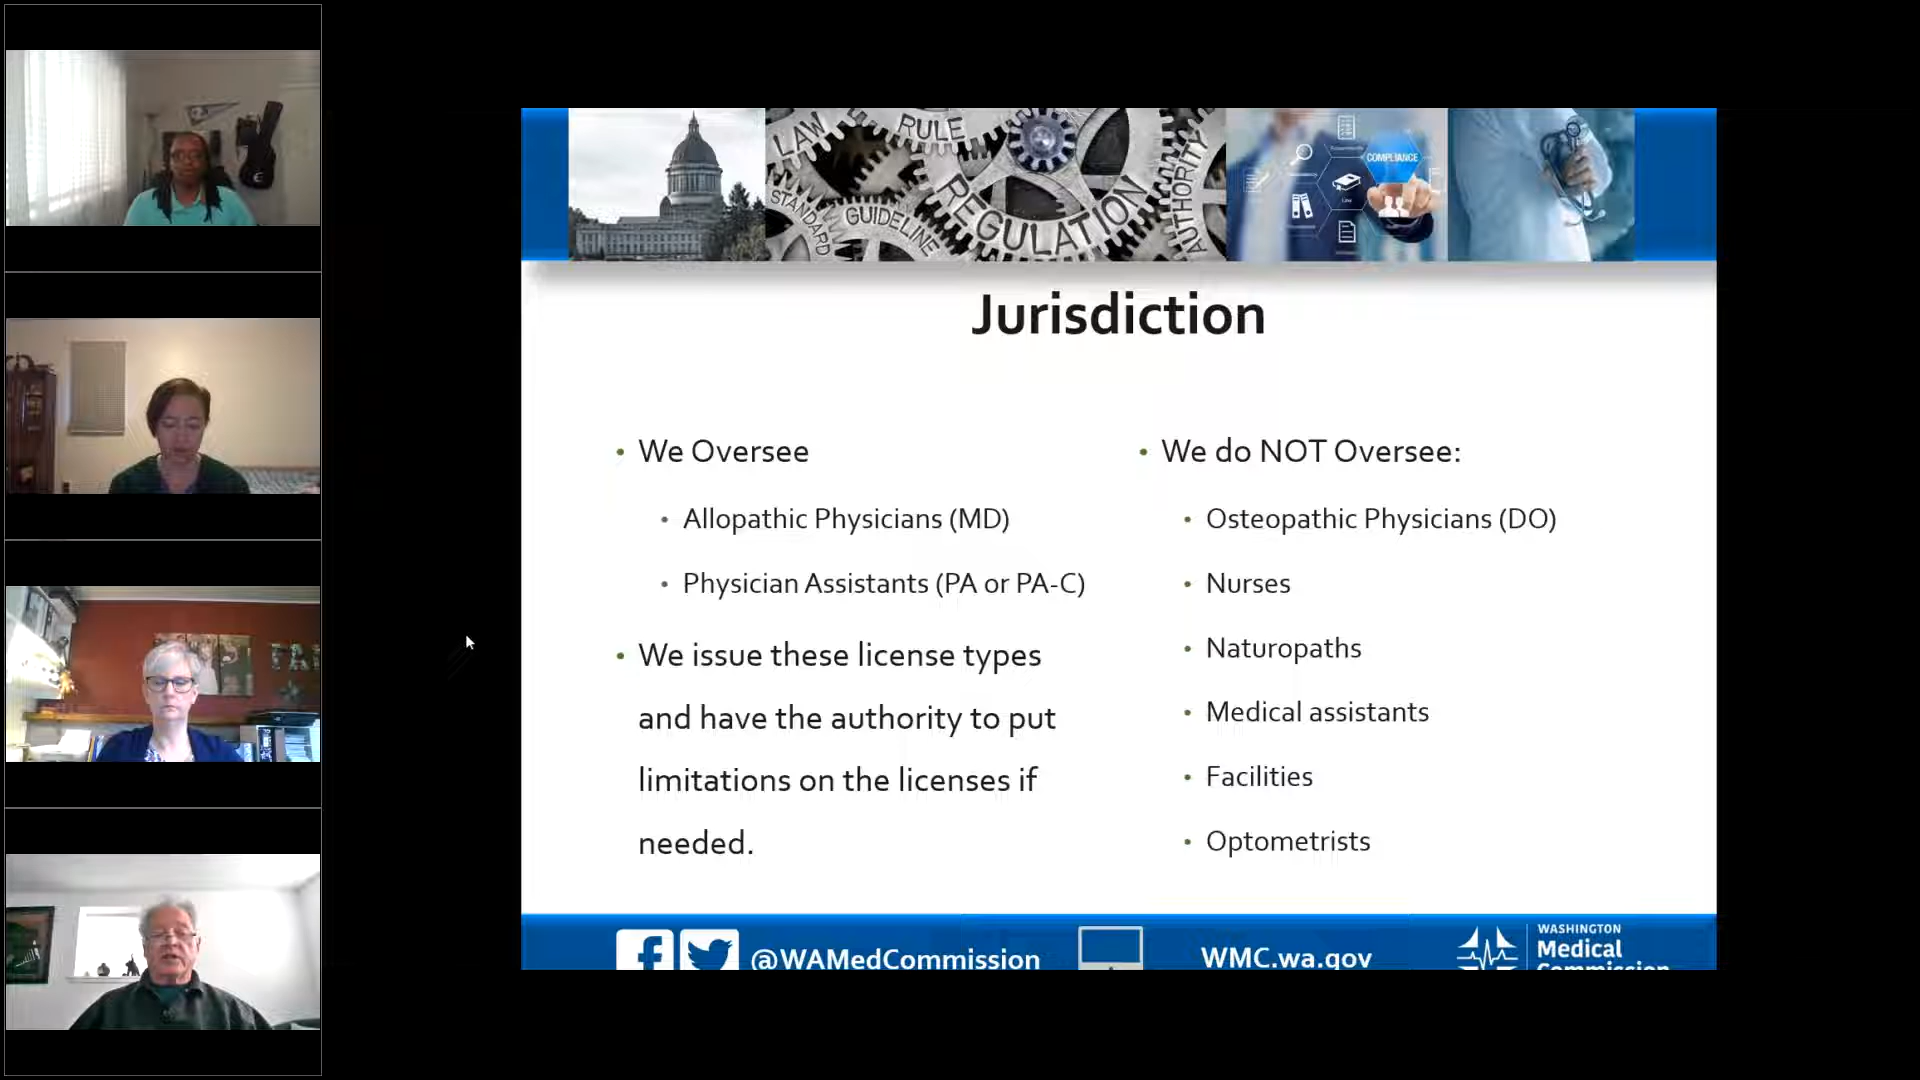 LAW
RULE
STANDARD
GUIDELINE
REGULATION
AUTHORITY
COMPLIANCE
Law
Jurisdiction
• We Oversee
• Allopathic Physicians (MD)
• Physician Assistants (PA or PA-C)
• We issue these license types
and have the authority to put
limitations on the licenses if
needed.
• We do NOT Oversee:
• Osteopathic Physicians (DO)
• Nurses
• Naturopaths
• Medical assistants
• Facilities
• Optometrists
@WAMedCommission
WMC.wa.gov
WASHINGTON
Medical
Commission